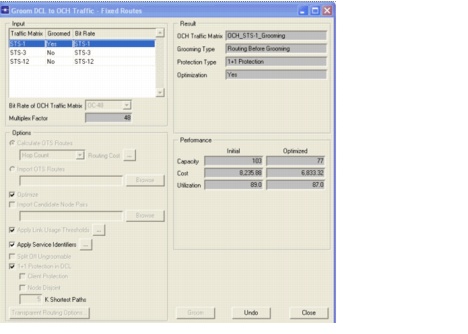 Groom DCL to OCH Traffic - Fixed Routes
Input
Traffic Matrix Groomed Bit Rate
STS-1 Yes STS-1
STS-3 No STS-3
STS-12 No STS-12
Bit Rate of OCH Traffic Matrix OC-48
Multiplex Factor 48
Options
Calculate OTS Routes
Hop Count Routing Cost ...
Import OTS Routes
Browse
Optimize
Import Candidate Node Pairs
Browse
Apply Link Usage Thresholds ...
Apply Service Identifiers ...
Split Off Ungroomable
1+1 Protection in DCL
Client Protection
Node Disjoint
5 K Shortest Paths
Transparent Routing Options
Result
OCH Traffic Matrix OCH_STS-1_Grooming
Grooming Type Routing Before Grooming
Protection Type 1+1 Protection
Optimization Yes
Performance
Initial Optimized
Capacity 103 77
Cost 8,235.88 6,833.32
Utilization 89.0 87.0
Groom Undo Close